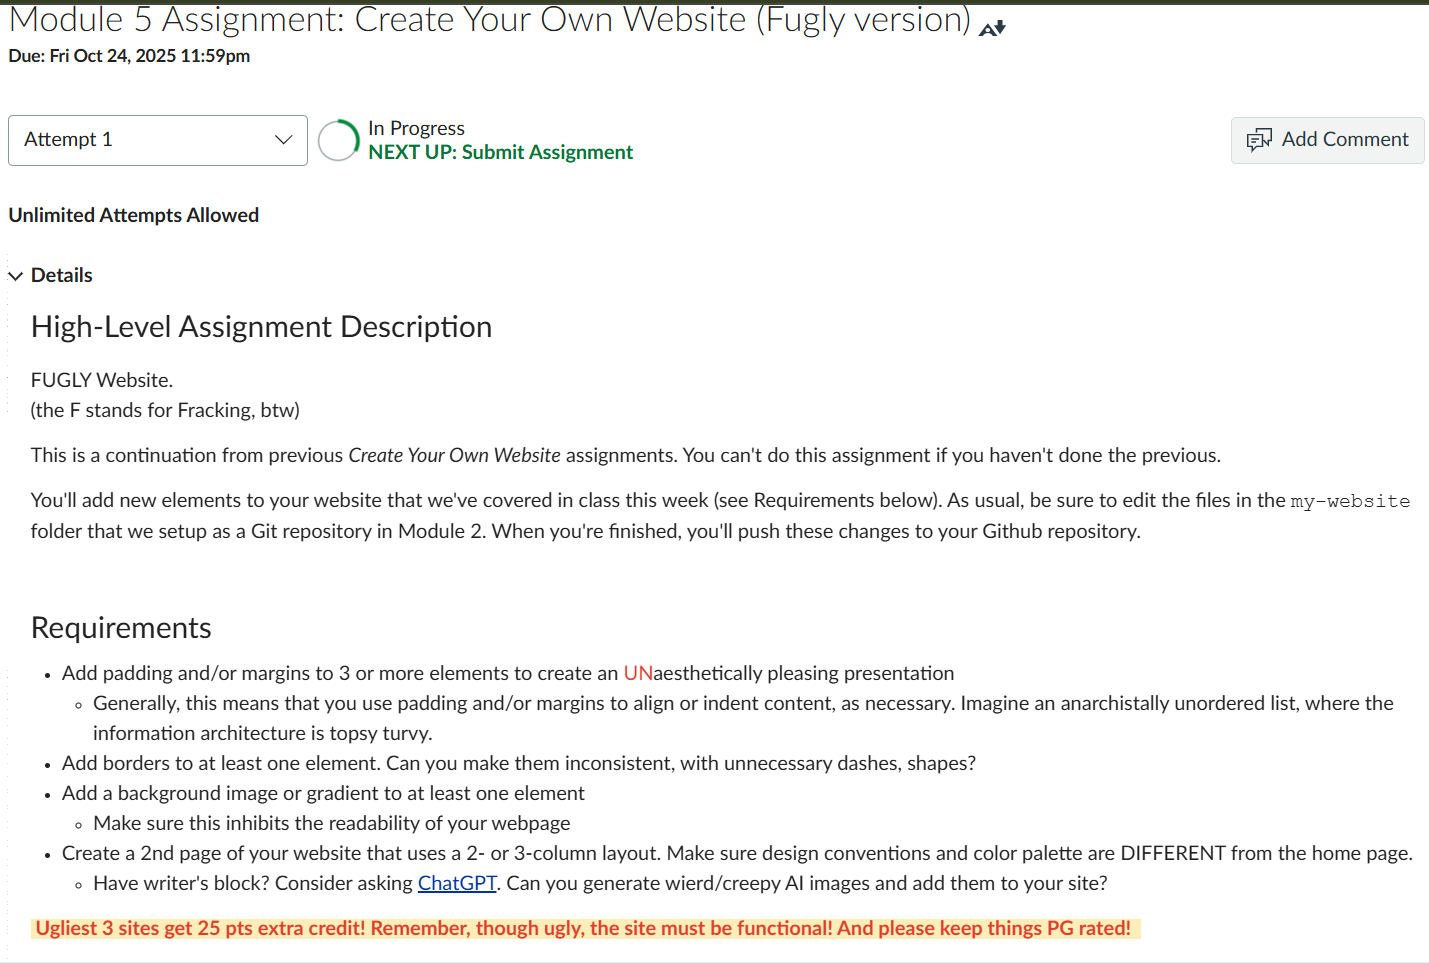 Module 5 Assignment: Create Your Own Website (Fugly version)
Due: Fri Oct 24, 2025 11:59pm
Attempt 1
In Progress
NEXT UP: Submit Assignment
Add Comment
Unlimited Attempts Allowed
Details
High-Level Assignment Description
FUGLY Website.
(the F stands for Fracking, btw)
This is a continuation from previous Create Your Own Website assignments. You can't do this assignment if you haven't done the previous.
You'll add new elements to your website that we've covered in class this week (see Requirements below). As usual, be sure to edit the files in the my-website
folder that we setup as a Git repository in Module 2. When you're finished, you'll push these changes to your Github repository.
Requirements
• Add padding and/or margins to 3 or more elements to create an UNaesthetically pleasing presentation
◦ Generally, this means that you use padding and/or margins to align or indent content, as necessary. Imagine an anarchistally unordered list, where the
information architecture is topsy turvy.
• Add borders to at least one element. Can you make them inconsistent, with unnecessary dashes, shapes?
• Add a background image or gradient to at least one element
◦ Make sure this inhibits the readability of your webpage
• Create a 2nd page of your website that uses a 2- or 3-column layout. Make sure design conventions and color palette are DIFFERENT from the home page.
◦ Have writer's block? Consider asking ChatGPT. Can you generate wierd/creepy AI images and add them to your site?
Ugliest 3 sites get 25 pts extra credit! Remember, though ugly, the site must be functional! And please keep things PG rated!